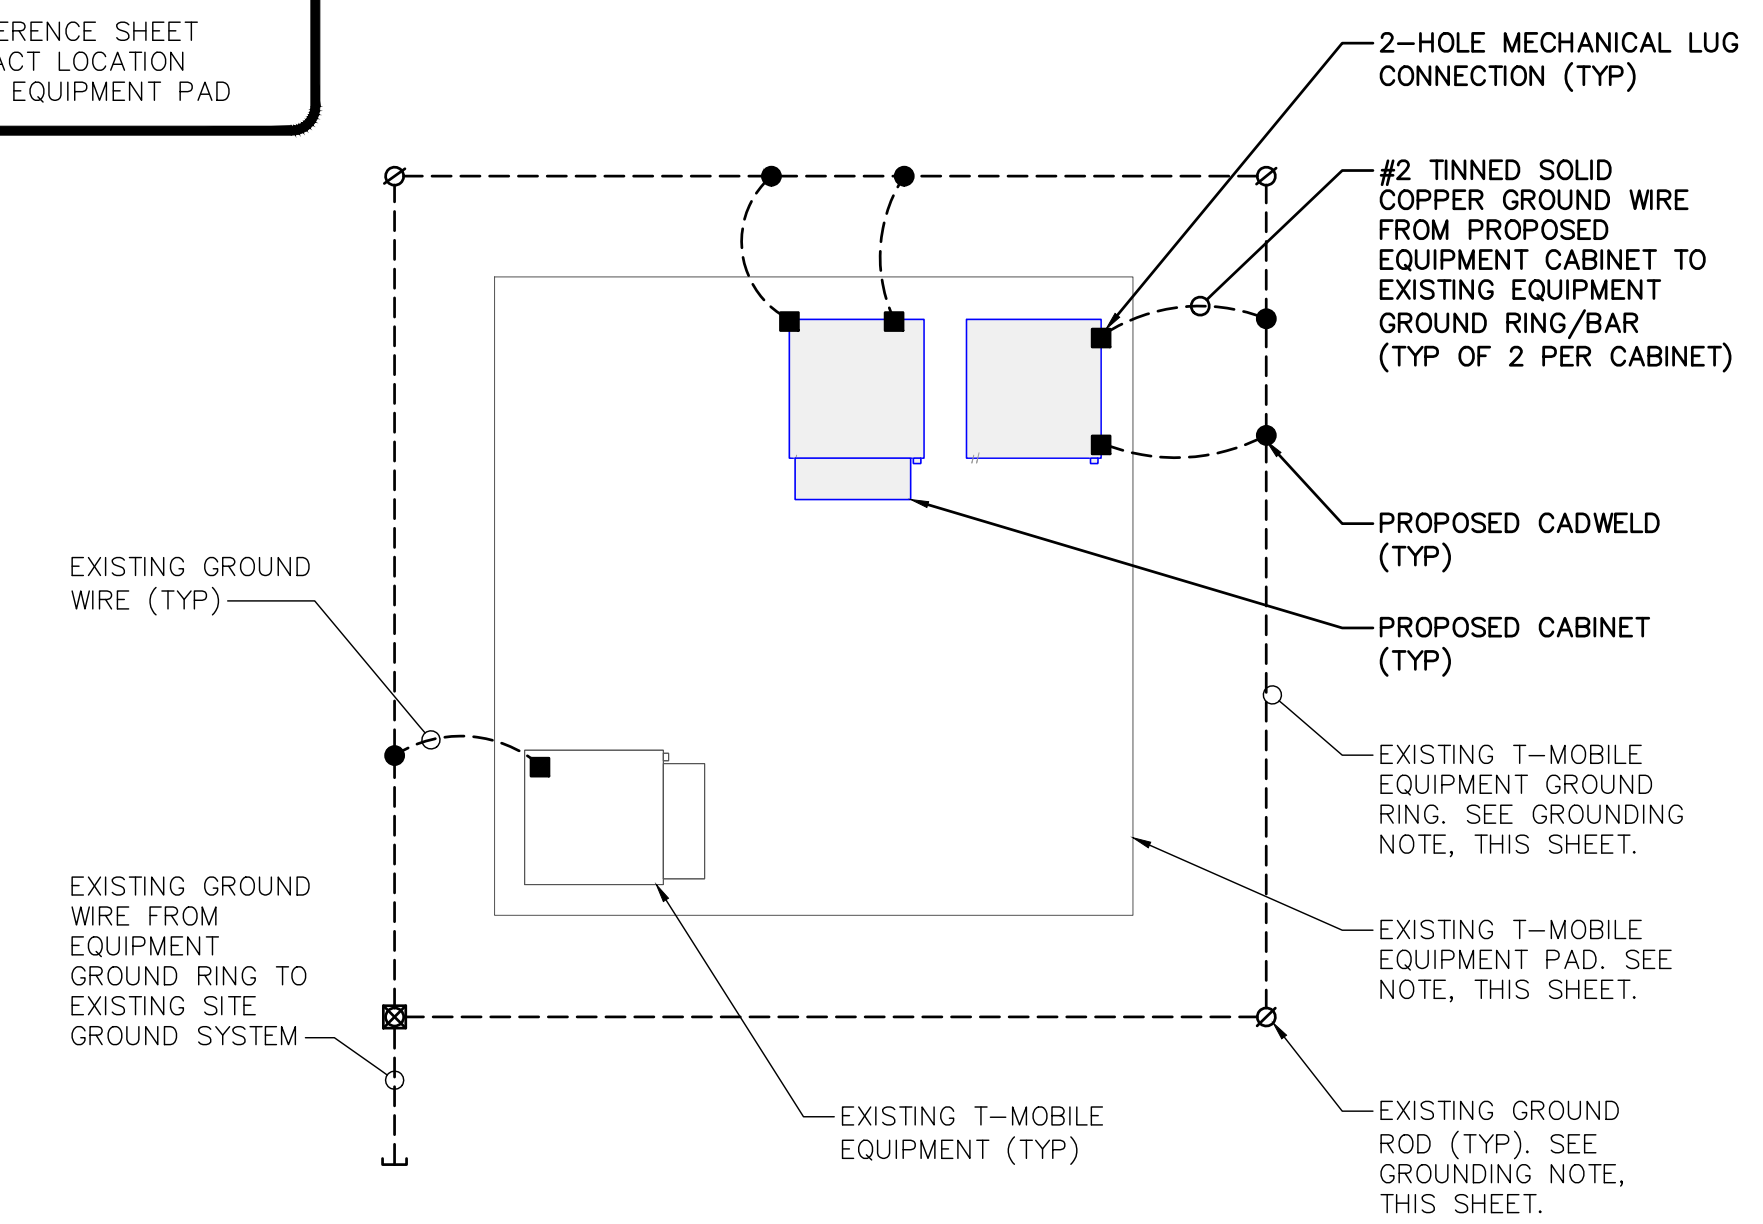 SHEET
LOCATION
EQUIPMENT PAD
2-HOLE MECHANICAL LUG
CONNECTION (TYP)
#2 TINNED SOLID
COPPER GROUND WIRE
FROM PROPOSED
EQUIPMENT CABINET TO
EXISTING EQUIPMENT
GROUND RING/BAR
(TYP OF 2 PER CABINET)
PROPOSED CADWELD
(TYP)
PROPOSED CABINET
(TYP)
EXISTING T-MOBILE
EQUIPMENT GROUND
RING. SEE GROUNDING
NOTE, THIS SHEET.
EXISTING T-MOBILE
EQUIPMENT PAD. SEE
NOTE, THIS SHEET.
EXISTING GROUND
ROD (TYP). SEE
GROUNDING NOTE,
THIS SHEET.
EXISTING GROUND
WIRE (TYP)
EXISTING GROUND
WIRE FROM
EQUIPMENT
GROUND RING TO
EXISTING SITE
GROUND SYSTEM
EXISTING T-MOBILE
EQUIPMENT (TYP)